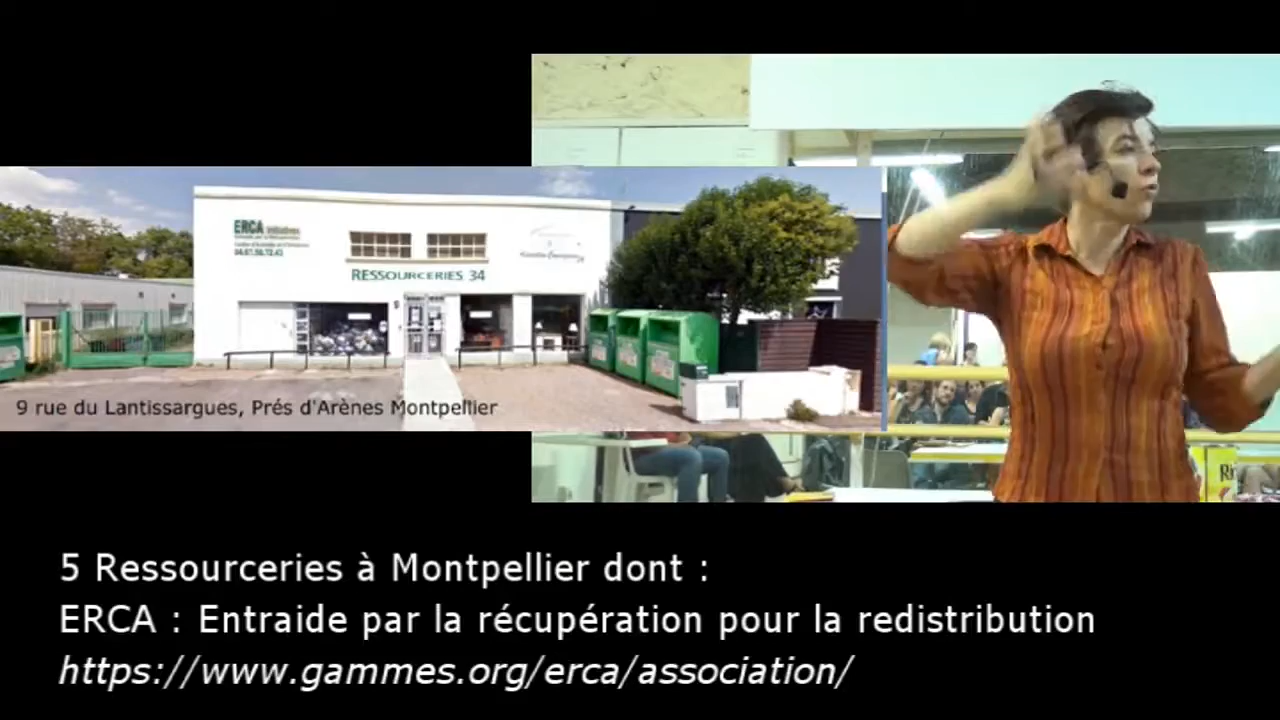 ERCA Initiatives
RESSOURCERIES 34
9 rue du Lantissargues, Prés d'Arènes Montpellier
5 Ressourceries à Montpellier dont :
ERCA : Entraide par la récupération pour la redistribution
https://www.gammes.org/erca/association/